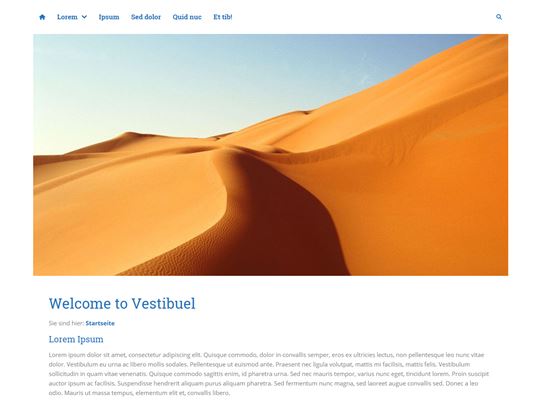 Lorem Ipsum Sed dolor Quid nuc Et tib!
Welcome to Vestibuel
Sie sind hier: Startseite
Lorem Ipsum
Lorem ipsum dolor sit amet, consectetur adipiscing elit. Quisque commodo, dolor in convallis semper, eros ex ultricies lectus, non pellentesque leo nunc vitae
dolor. Vestibulum eu urna ac libero mollis sodales. Pellentesque ut euismod ante. Praesent nec ligula volutpat, mattis mi facilisis, mattis felis. Vestibulum
sollicitudin in quam vitae venenatis. Quisque commodo sagittis enim, id pharetra urna. Sed nec mauris tempor, varius nunc eget, tincidunt lorem. Proin suscipit
auctor ipsum ac facilisis. Suspendisse hendrerit aliquam purus aliquam pharetra. Sed fermentum nunc magna, sed laoreet augue convallis sed. Donec a leo
odio. Mauris ut massa tempus, elementum elit et, convallis libero.